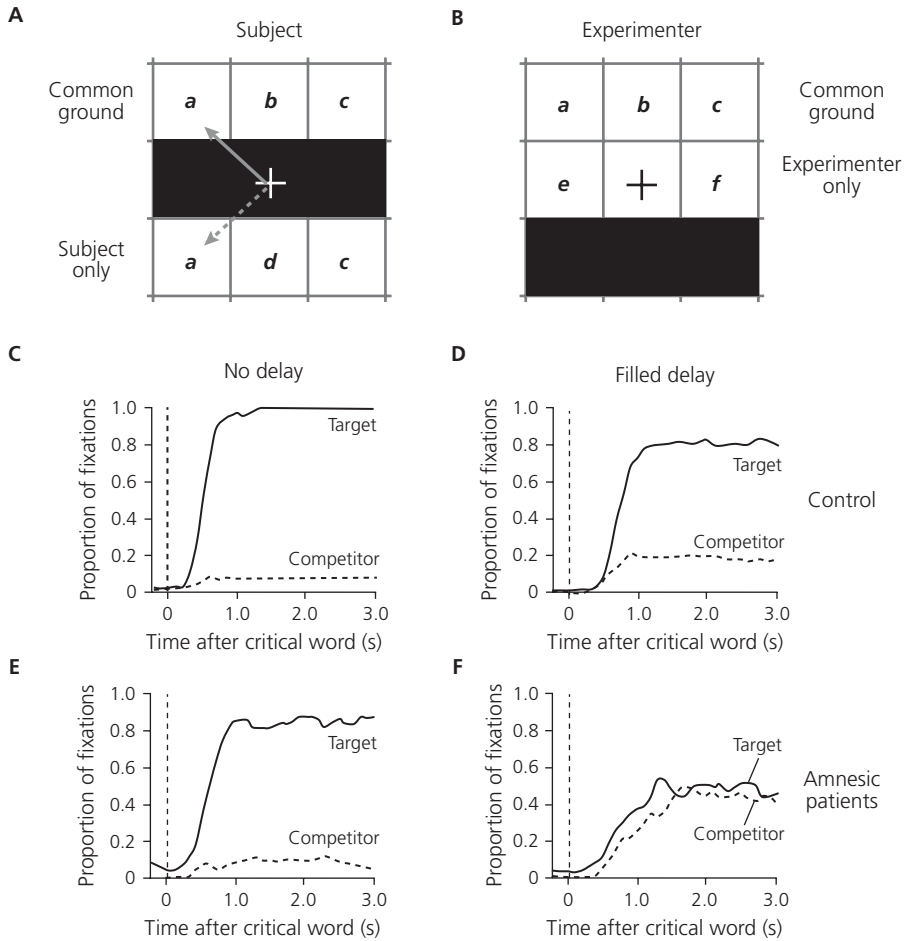 A
Subject
Common
ground
a b c
Subject
only
a d c
B
Experimenter
a b c
Common
ground
e f
Experimenter
only
C
No delay
Proportion of fixations
1.0
0.8
0.6
0.4
0.2
0
Target
Competitor
0 1.0 2.0 3.0
Time after critical word (s)
D
Filled delay
Proportion of fixations
1.0
0.8
0.6
0.4
0.2
0
Target
Competitor
0 1.0 2.0 3.0
Time after critical word (s)
Control
E
Proportion of fixations
1.0
0.8
0.6
0.4
0.2
0
Target
Competitor
0 1.0 2.0 3.0
Time after critical word (s)
F
Proportion of fixations
1.0
0.8
0.6
0.4
0.2
0
Target
Competitor
0 1.0 2.0 3.0
Time after critical word (s)
Amnesic
patients